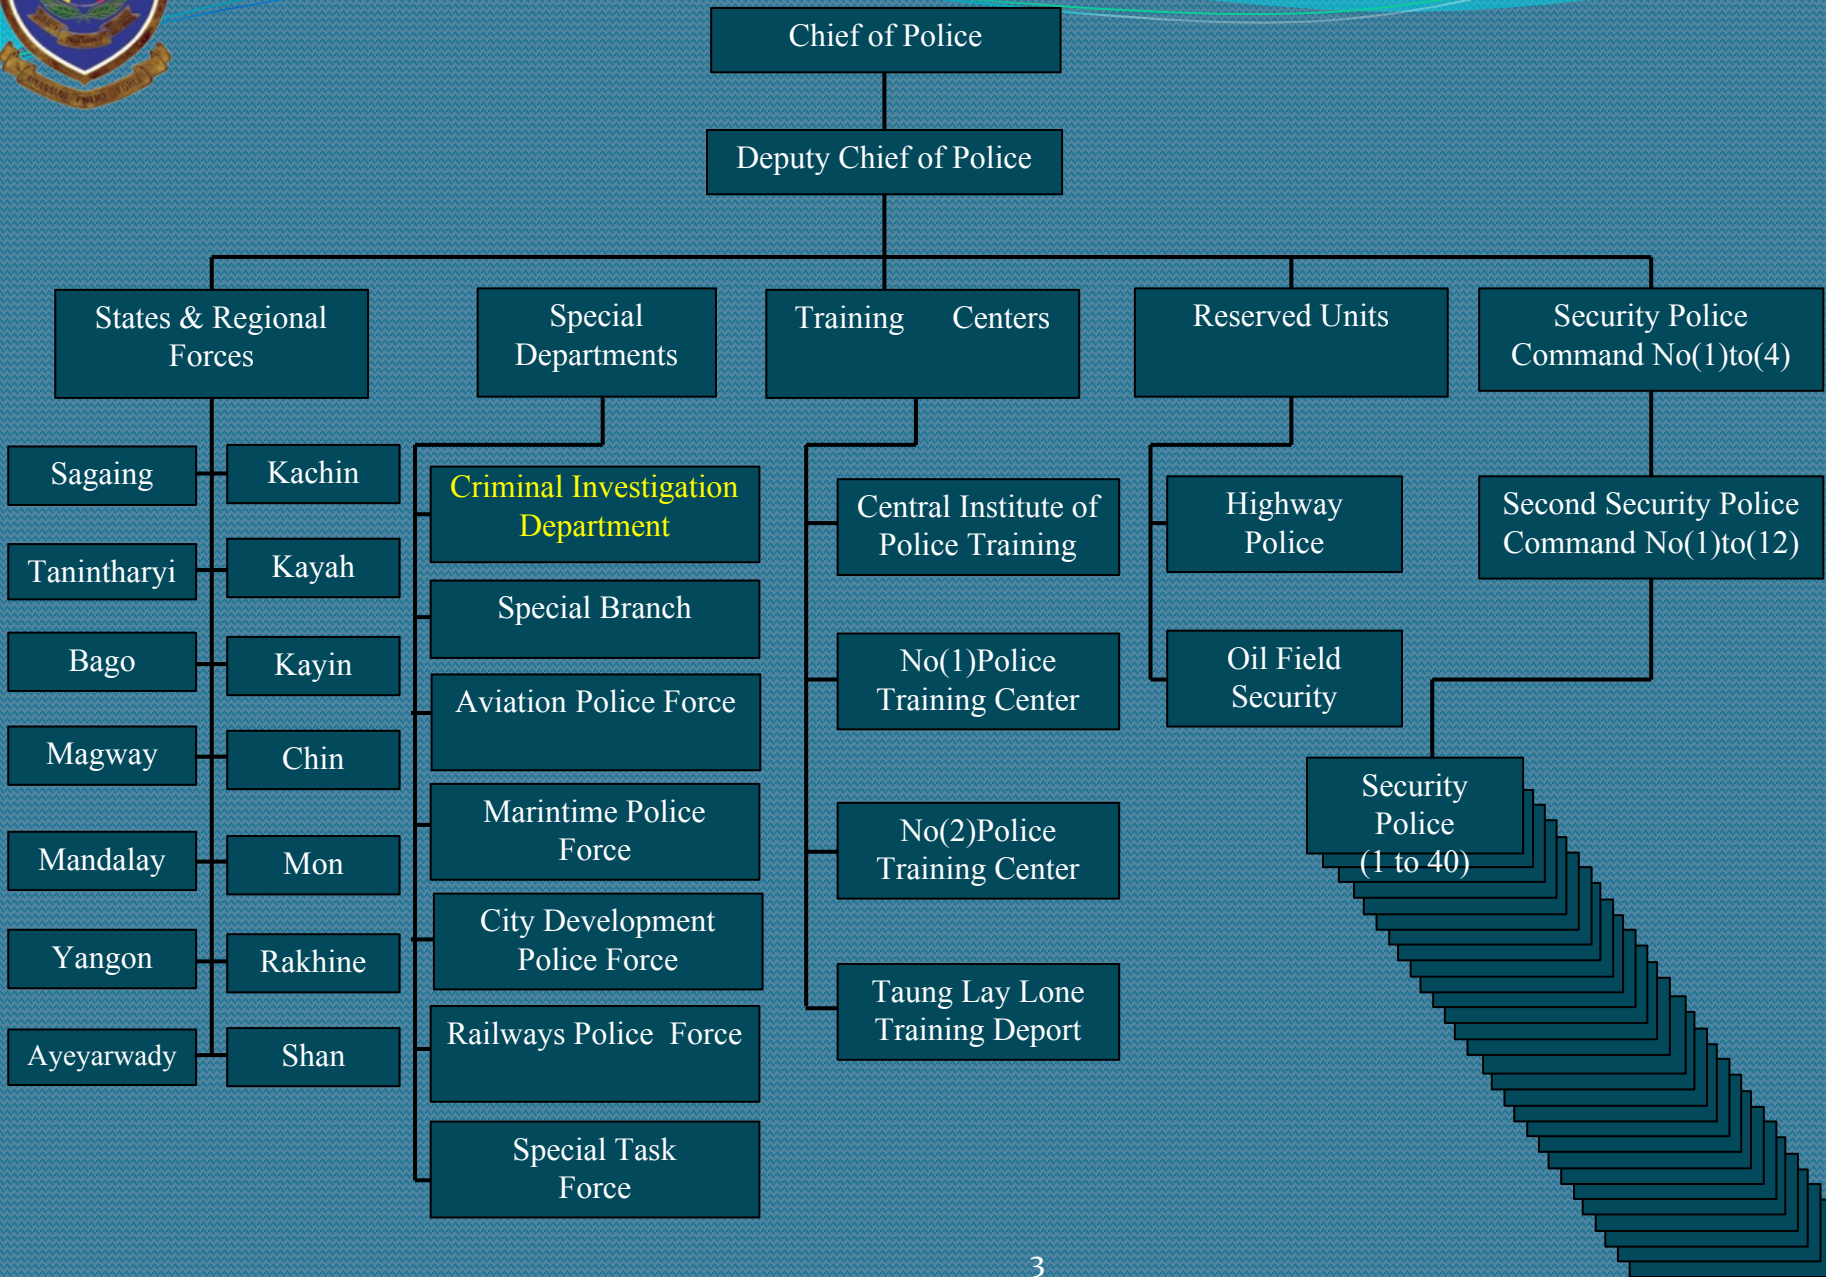 Chief of Police
Deputy Chief of Police
States & Regional
Forces
Special
Departments
Training Centers
Reserved Units
Security Police
Command No(1)to(4)
Sagaing
Kachin
Tanintharyi
Kayah
Bago
Kayin
Magway
Chin
Mandalay
Mon
Yangon
Rakhine
Ayeyarwady
Shan
Criminal Investigation
Department
Special Branch
Aviation Police Force
Marintime Police
Force
City Development
Police Force
Railways Police Force
Special Task
Force
Central Institute of
Police Training
No(1)Police
Training Center
No(2)Police
Training Center
Taung Lay Lone
Training Deport
Highway
Police
Oil Field
Security
Second Security Police
Command No(1)to(12)
Security
Police
(1 to 40)
3